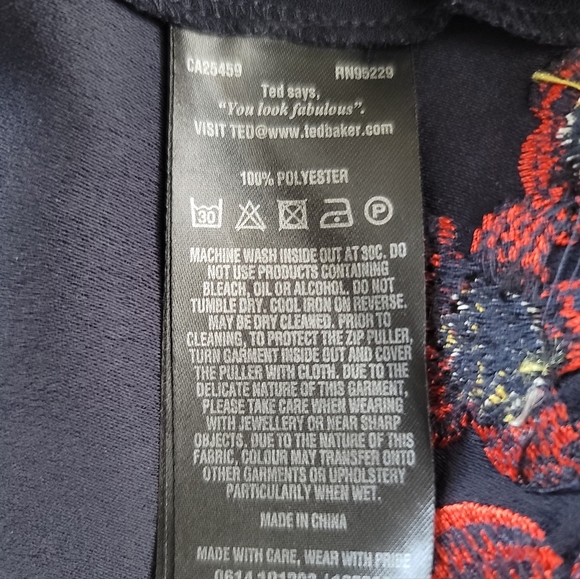 CA25459 RN95229
Ted says,
"You look fabulous".
VISIT TED@www.tedbaker.com
100% POLYESTER
30 P
MACHINE WASH INSIDE OUT AT 30C. DO
NOT USE PRODUCTS CONTAINING
BLEACH, OIL OR ALCOHOL. DO NOT
TUMBLE DRY. COOL IRON ON REVERSE.
MAY BE DRY CLEANED. PRIOR TO
CLEANING, TO PROTECT THE ZIP PULLER,
TURN GARMENT INSIDE OUT AND COVER
THE PULLER WITH CLOTH. DUE TO THE
DELICATE NATURE OF THIS GARMENT,
PLEASE TAKE CARE WHEN WEARING
WITH JEWELLERY OR NEAR SHARP
OBJECTS. DUE TO THE NATURE OF THIS
FABRIC, COLOUR MAY TRANSFER ONTO
OTHER GARMENTS OR UPHOLSTERY
PARTICULARLY WHEN WET.
MADE IN CHINA
MADE WITH CARE, WEAR WITH PRIDE